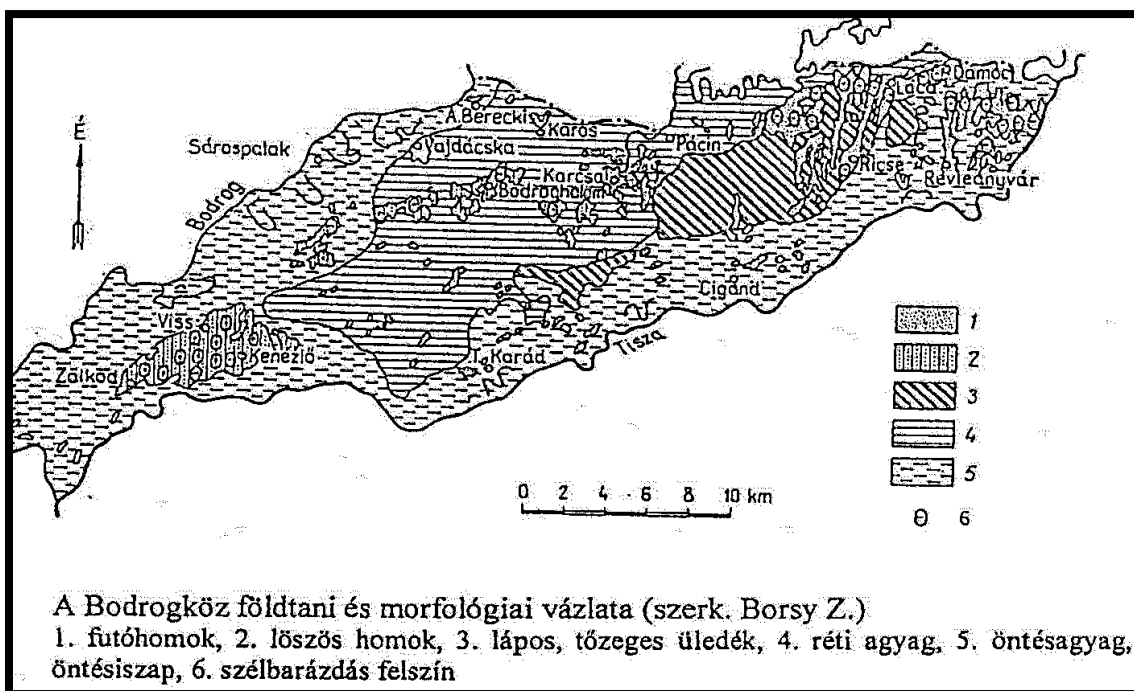 É
Sárospatak
Bodrog
A.Bereckis
Karos
Vajdácska
Karcsa
Bodroghalom
Pácin
Láca
Dámóc
Ricse
Révleányvár
Cigánd
Viss
Kenézlő
Zalkod
T.Karád
Tisza
1
2
3
4
5
Θ 6
0 2 4 6 8 10 km
A Bodrogköz földtani és morfológiai vázlata (szerk. Borsy Z.)
1. futóhomok, 2. löszös homok, 3. lápos, tőzeges üledék, 4. réti agyag, 5. öntésagyag,
öntésiszap, 6. szélbarázdás felszín